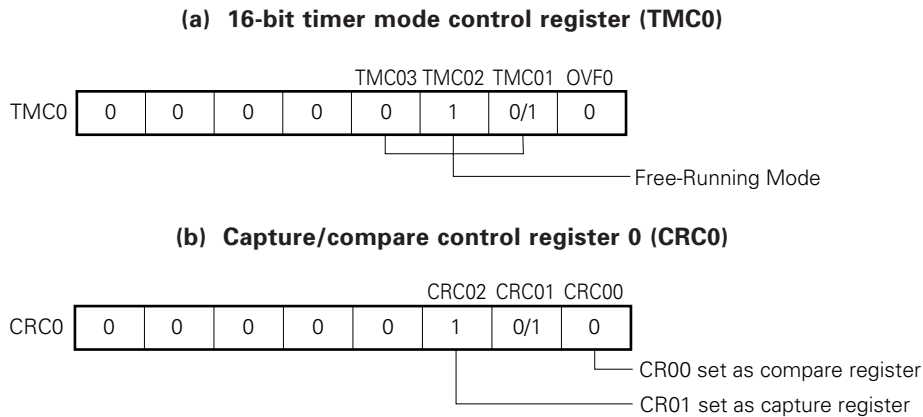 (a) 16-bit timer mode control register (TMC0)
TMC03 TMC02 TMC01 OVF0
TMC0 0 0 0 0 0 1 0/1 0
Free-Running Mode
(b) Capture/compare control register 0 (CRC0)
CRC02 CRC01 CRC00
CRC0 0 0 0 0 0 1 0/1 0
CR00 set as compare register
CR01 set as capture register